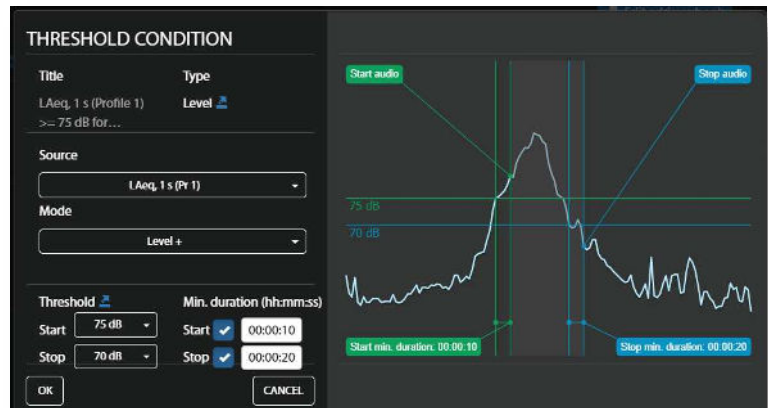 THRESHOLD CONDITION
Title Type
LAeq, 1 s (Profile 1) Level
>= 75 dB for...
Source
LAeq, 1 s (Pr 1)
Mode
Level +
Threshold Min. duration (hh:mm:ss)
Start 75 dB Start 00:00:10
Stop 70 dB Stop 00:00:20
OK CANCEL
Start audio Stop audio
75 dB
70 dB
Start min. duration: 00:00:10 Stop min. duration: 00:00:20